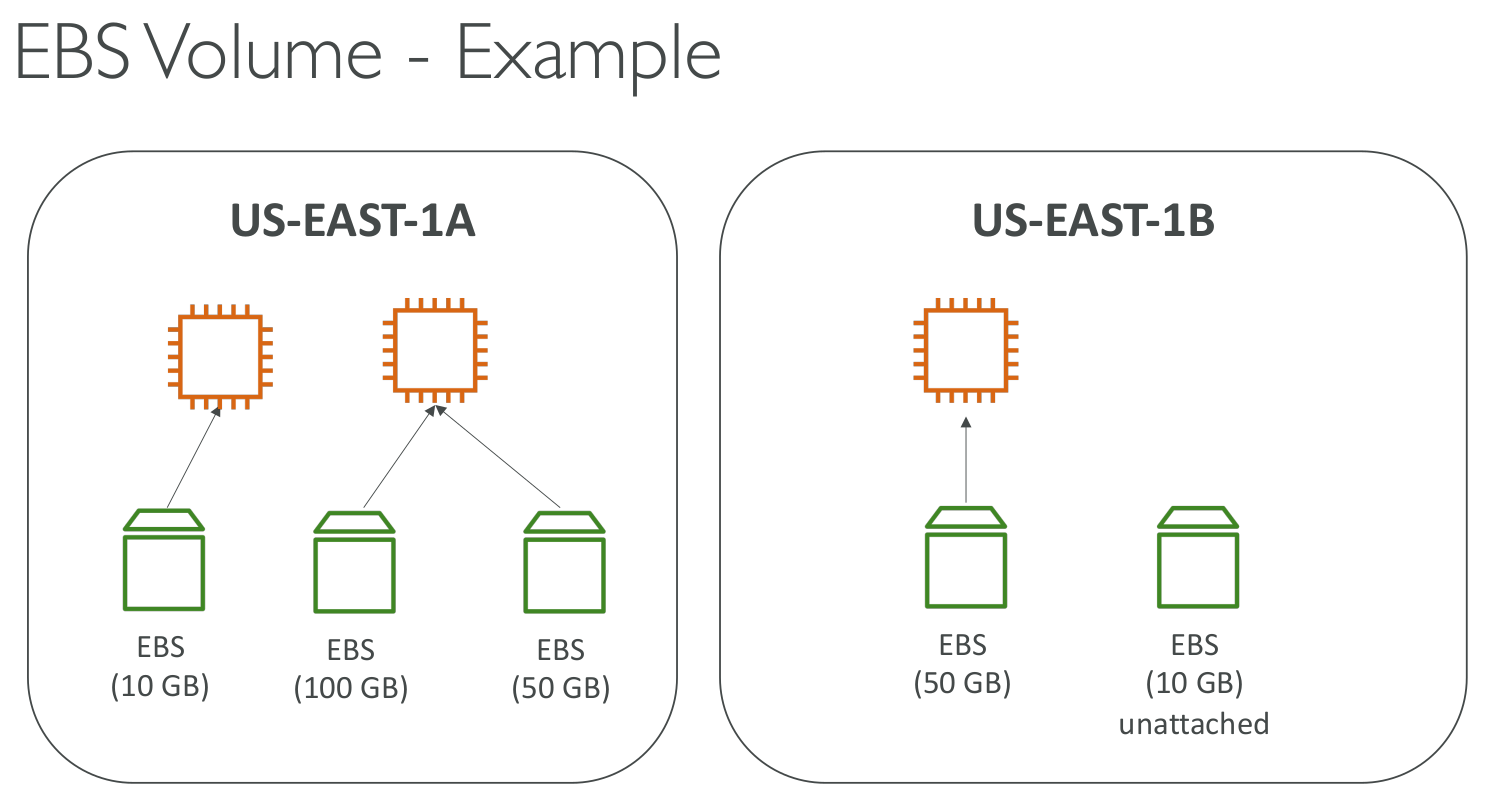 EBS Volume - Example
US-EAST-1A
EBS
(10 GB)
EBS
(100 GB)
EBS
(50 GB)
US-EAST-1B
EBS
(50 GB)
EBS
(10 GB)
unattached